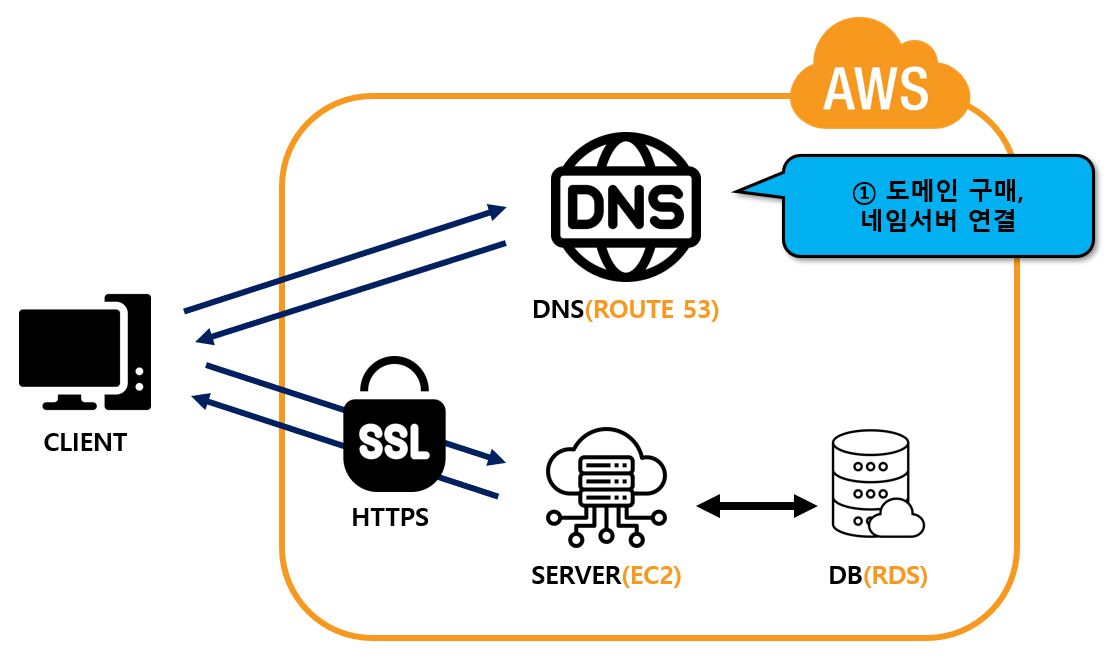 AWS
DNS
① 도메인 구매,
네임서버 연결
DNS(ROUTE 53)
CLIENT
SSL
HTTPS
SERVER(EC2)
DB(RDS)